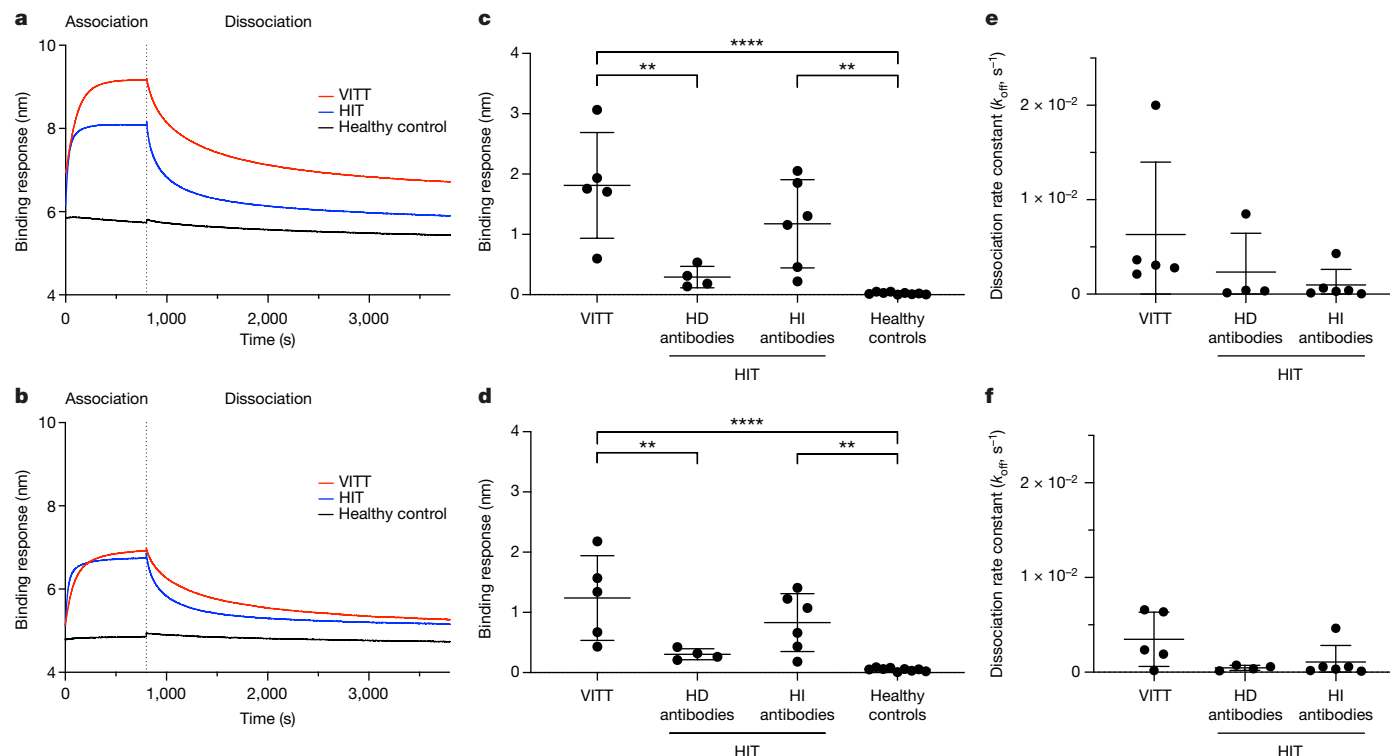 a
Association Dissociation
10
8
6
4
Binding response (nm)
VITT
HIT
Healthy control
0 1,000 2,000 3,000
Time (s)
b
Association Dissociation
10
8
6
4
Binding response (nm)
VITT
HIT
Healthy control
0 1,000 2,000 3,000
Time (s)
c
4
3
2
1
0
Binding response (nm)
****
** **
VITT HD HI Healthy
antibodies antibodies controls
HIT
d
4
3
2
1
0
Binding response (nm)
****
** **
VITT HD HI Healthy
antibodies antibodies controls
HIT
e
Dissociation rate constant (koff, s−1)
2 × 10−2
1 × 10−2
0
VITT HD HI
antibodies antibodies
HIT
f
Dissociation rate constant (koff, s−1)
2 × 10−2
1 × 10−2
0
VITT HD HI
antibodies antibodies
HIT